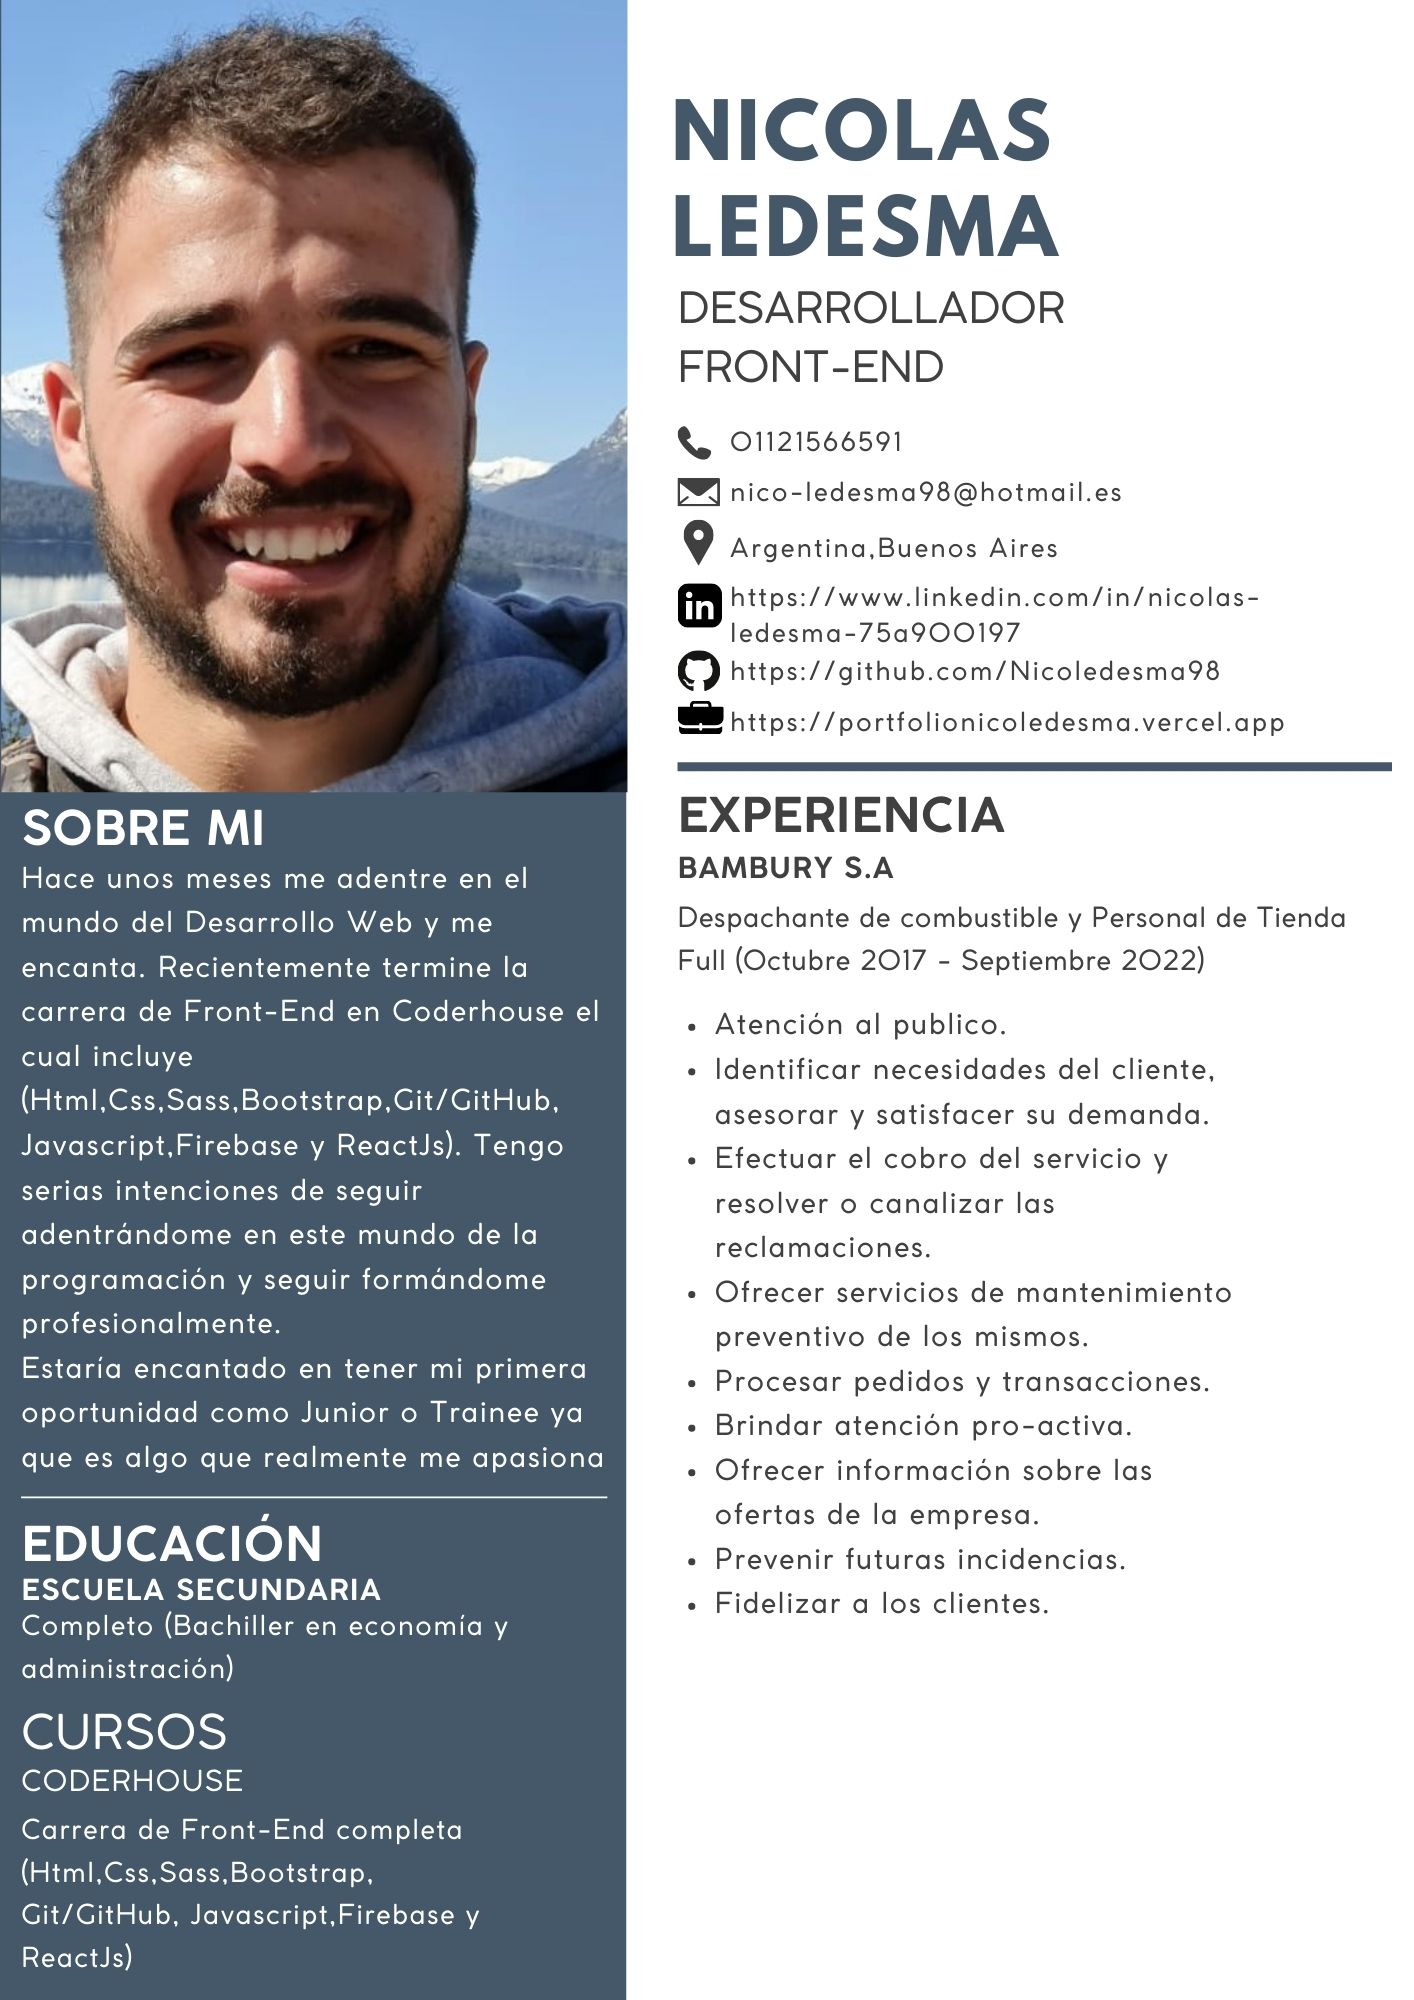 NICOLAS
LEDESMA
DESARROLLADOR
FRONT-END
01121566591
nico-ledesma98@hotmail.es
Argentina,Buenos Aires
https://www.linkedin.com/in/nicolas-
ledesma-75a900197
https://github.com/Nicoledesma98
https://portfolionicoledesma.vercel.app
SOBRE MI
Hace unos meses me adentre en el
mundo del Desarrollo Web y me
encanta. Recientemente termine la
carrera de Front-End en Coderhouse el
cual incluye
(Html,Css,Sass,Bootstrap,Git/GitHub,
Javascript,Firebase y ReactJs). Tengo
serias intenciones de seguir
adentrándome en este mundo de la
programación y seguir formándome
profesionalmente.
Estaría encantado en tener mi primera
oportunidad como Junior o Trainee ya
que es algo que realmente me apasiona
EDUCACIÓN
ESCUELA SECUNDARIA
Completo (Bachiller en economía y
administración)
CURSOS
CODERHOUSE
Carrera de Front-End completa
(Html,Css,Sass,Bootstrap,
Git/GitHub, Javascript,Firebase y
ReactJs)
EXPERIENCIA
BAMBURY S.A
Despachante de combustible y Personal de Tienda
Full (Octubre 2017 - Septiembre 2022)
• Atención al publico.
• Identificar necesidades del cliente,
asesorar y satisfacer su demanda.
• Efectuar el cobro del servicio y
resolver o canalizar las
reclamaciones.
• Ofrecer servicios de mantenimiento
preventivo de los mismos.
• Procesar pedidos y transacciones.
• Brindar atención pro-activa.
• Ofrecer información sobre las
ofertas de la empresa.
• Prevenir futuras incidencias.
• Fidelizar a los clientes.